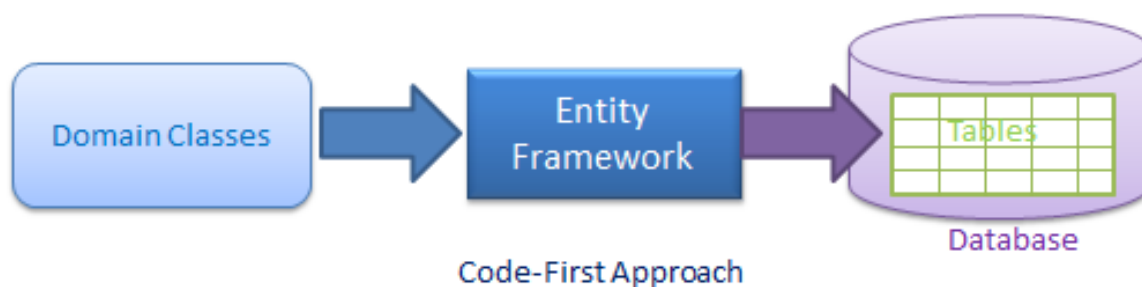 Domain Classes
Entity
Framework
Tables
Database
Code-First Approach